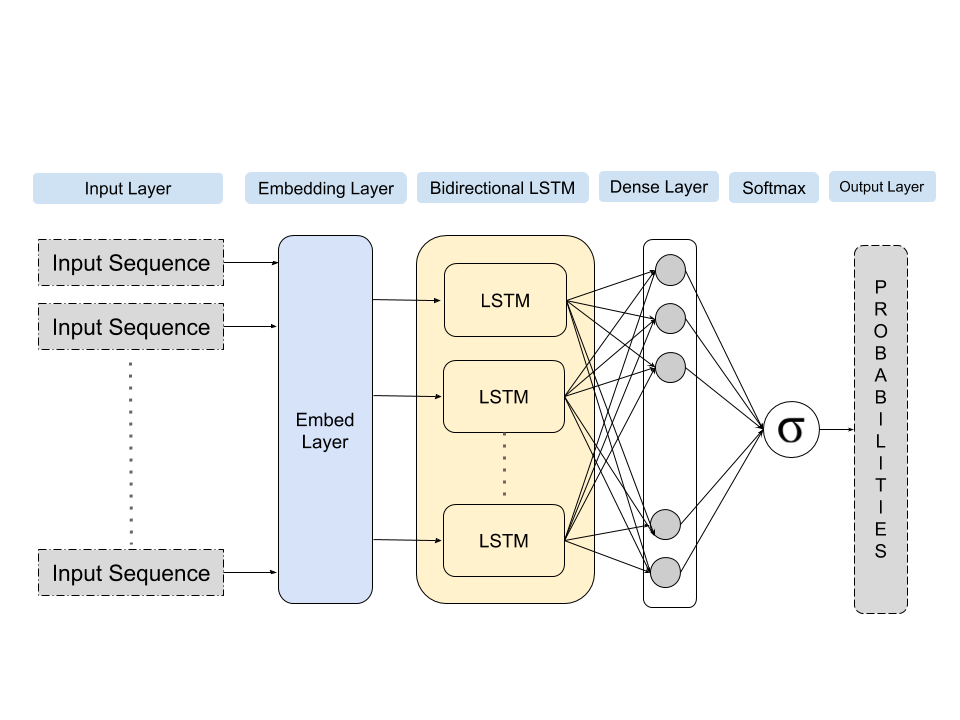 Input Layer
Embedding Layer
Bidirectional LSTM
Dense Layer
Softmax
Output Layer
Input Sequence
Input Sequence
Input Sequence
Embed
Layer
LSTM
LSTM
LSTM
σ
P
R
O
B
A
B
I
L
I
T
I
E
S